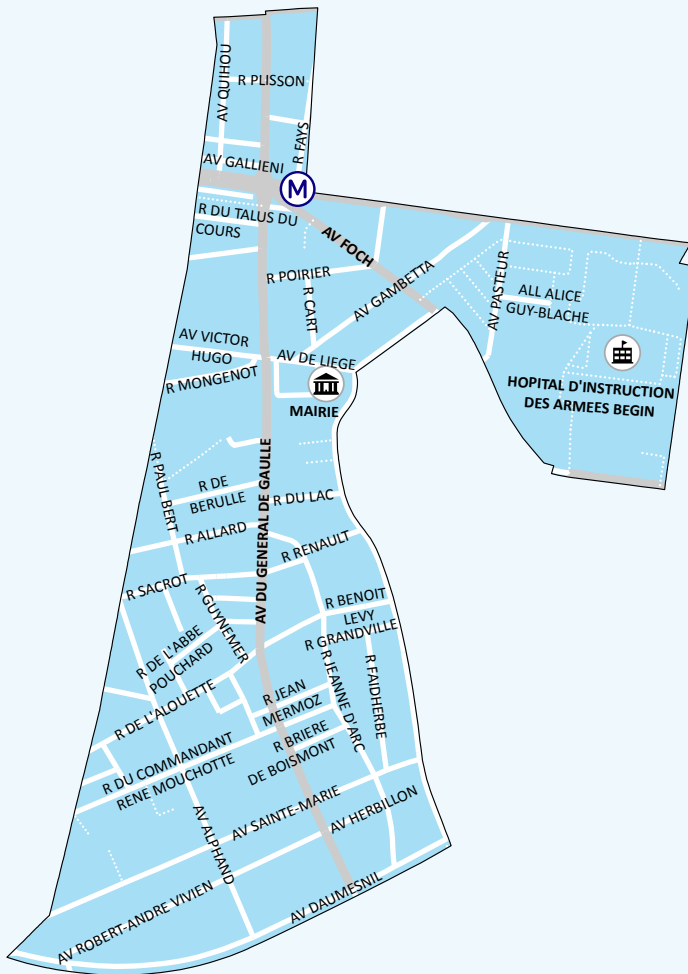 AV QUIHOU
R PLISSON
R FAYS
AV GALLIENI
M
R DU TALUS DU
COURS
AV FOCH
R POIRIER
R CART
AV GAMBETTA
AV PASTEUR
ALL ALICE
GUY-BLACHE
AV VICTOR
HUGO
AV DE LIEGE
R MONGENOT
MAIRIE
HOPITAL D'INSTRUCTION
DES ARMEES BEGIN
R PAUL BERT
R DE
BERULLE
R DU LAC
AV DU GENERAL DE GAULLE
R ALLARD
R RENAULT
R SACROT
R GUYNEMER
R BENOIT
LEVY
R GRANDVILLE
R DE L'ABBE
POUCHARD
R JEANNE D'ARC
R FAIDHERBE
R DE L'ALOUETTE
R JEAN
MERMOZ
R BRIERE
DE BOISMONT
R DU COMMANDANT
RENE MOUCHOTTE
AV SAINTE-MARIE
AV HERBILLON
AV ALPHAND
AV ROBERT-ANDRE VIVIEN
AV DAUMESNIL